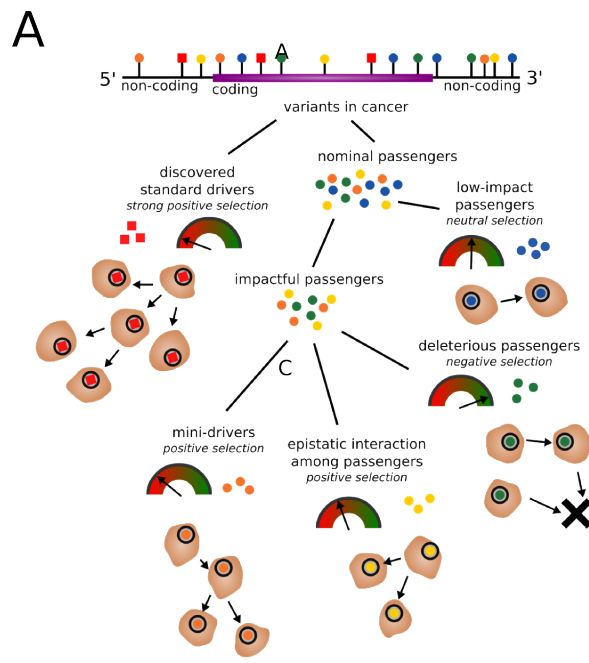 A
A
5'
3'
non-coding
coding
non-coding
variants in cancer
nominal passengers
discovered
standard drivers
strong positive selection
low-impact
passengers
neutral selection
impactful passengers
deleterious passengers
negative selection
C
mini-drivers
positive selection
epistatic interaction
among passengers
positive selection